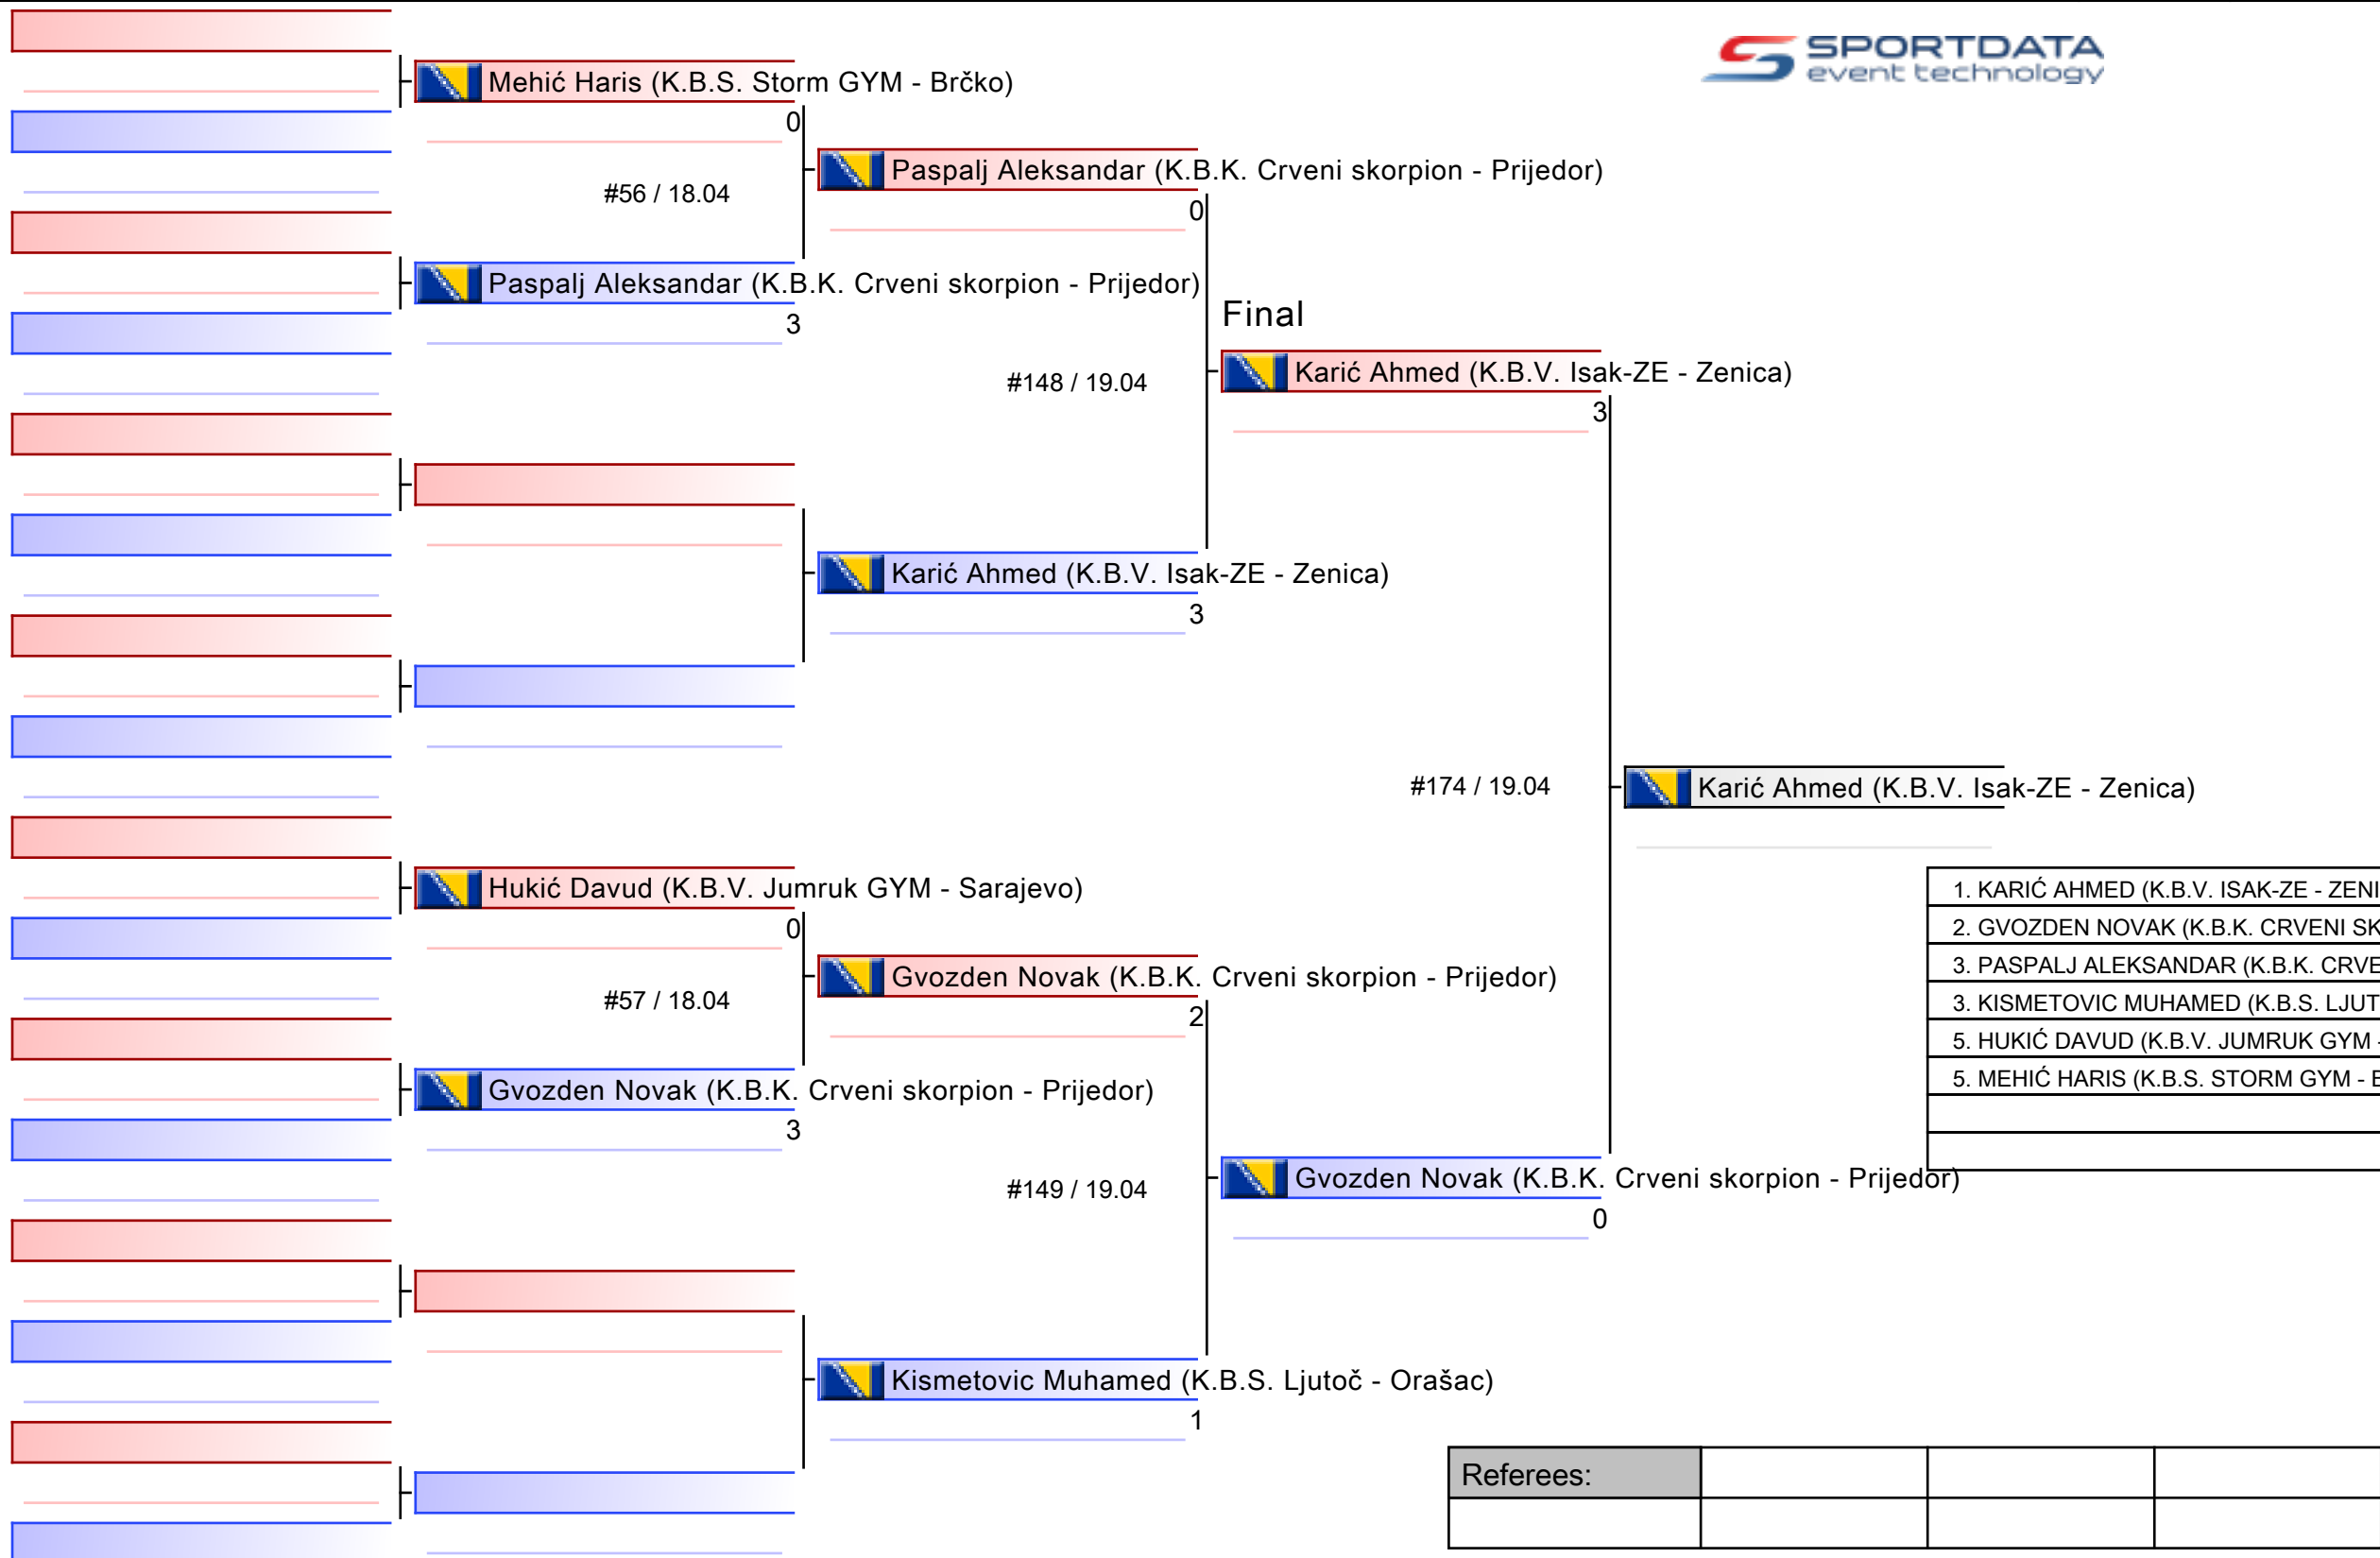 SPORTDATA
event technology
Mehić Haris (K.B.S. Storm GYM - Brčko)
0
Paspalj Aleksandar (K.B.K. Crveni skorpion - Prijedor)
#56 / 18.04
0
Paspalj Aleksandar (K.B.K. Crveni skorpion - Prijedor)
3
Final
Karić Ahmed (K.B.V. Isak-ZE - Zenica)
#148 / 19.04
3
Karić Ahmed (K.B.V. Isak-ZE - Zenica)
3
#174 / 19.04
Karić Ahmed (K.B.V. Isak-ZE - Zenica)
Hukić Davud (K.B.V. Jumruk GYM - Sarajevo)
0
Gvozden Novak (K.B.K. Crveni skorpion - Prijedor)
#57 / 18.04
2
Gvozden Novak (K.B.K. Crveni skorpion - Prijedor)
3
#149 / 19.04
Gvozden Novak (K.B.K. Crveni skorpion - Prijedor)
0
Kismetovic Muhamed (K.B.S. Ljutoč - Orašac)
1
1. KARIĆ AHMED (K.B.V. ISAK-ZE - ZENI
2. GVOZDEN NOVAK (K.B.K. CRVENI SK
3. PASPALJ ALEKSANDAR (K.B.K. CRVE
3. KISMETOVIC MUHAMED (K.B.S. LJUT
5. HUKIĆ DAVUD (K.B.V. JUMRUK GYM -
5. MEHIĆ HARIS (K.B.S. STORM GYM - B
Referees: